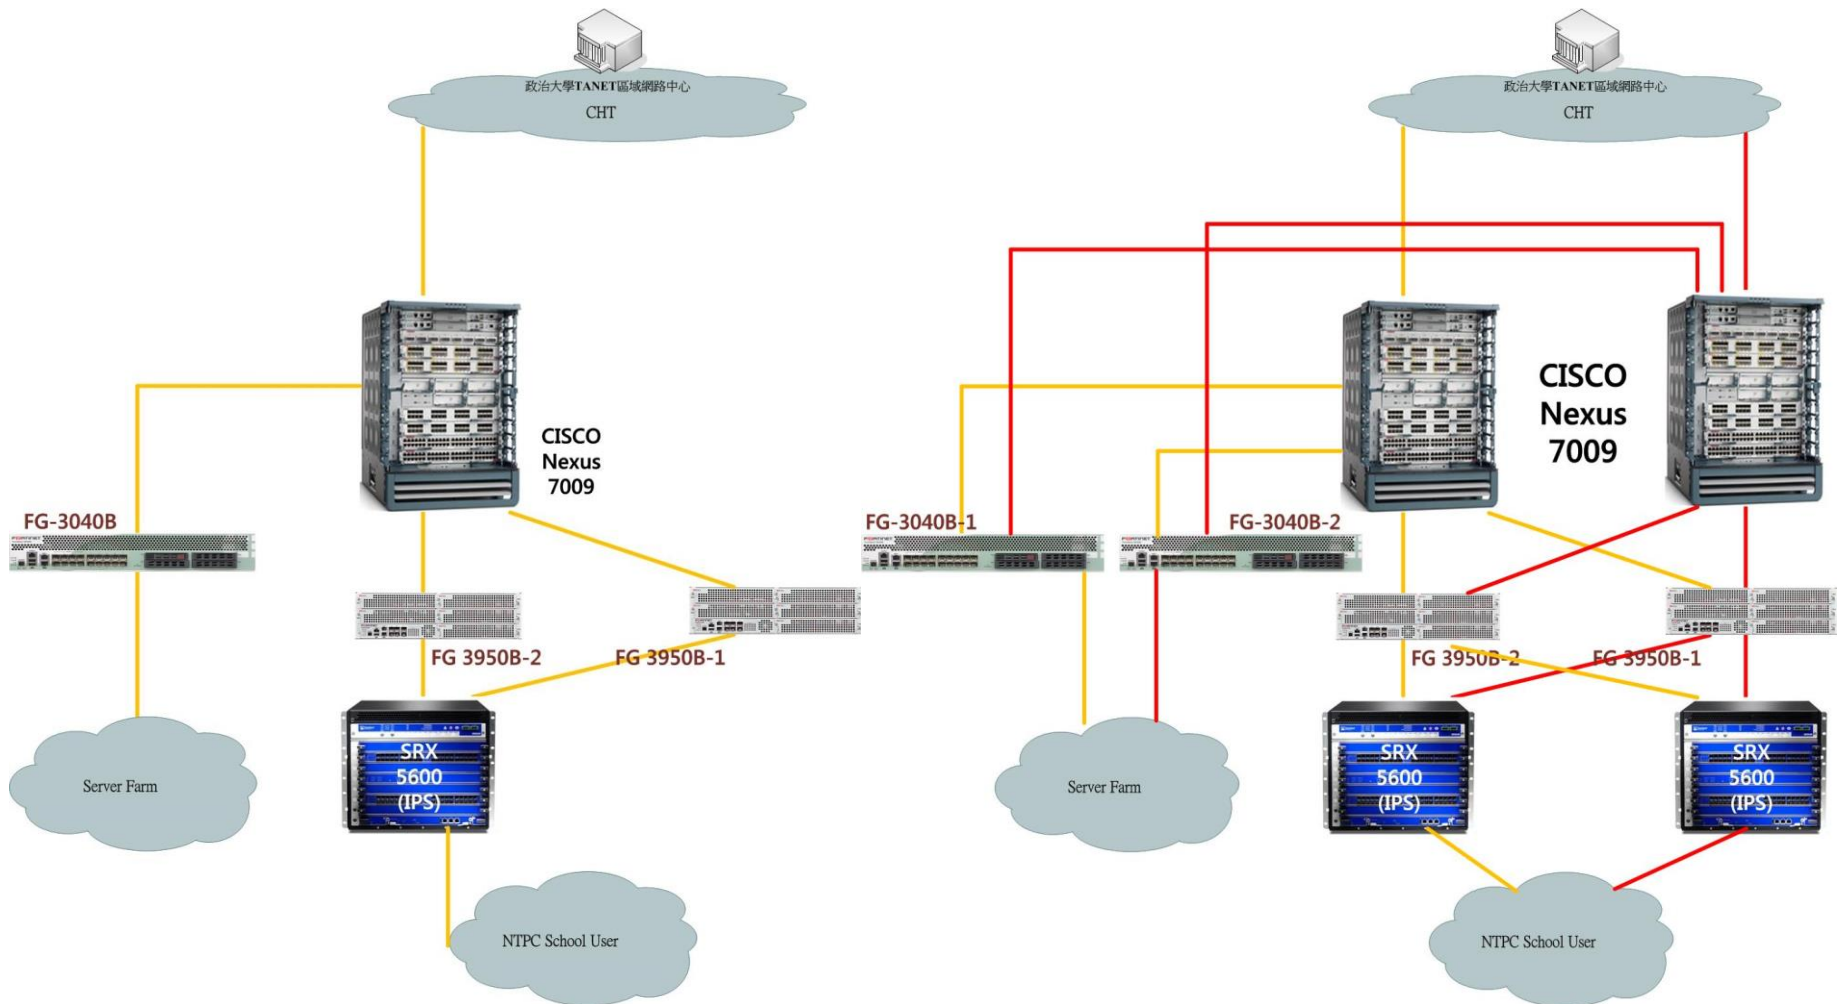 政治大學TANET區域網路中心
CHT
CISCO
Nexus
7009
FG-3040B
FORTINET
FG 3950B-2
FG 3950B-1
SRX
5600
(IPS)
Server Farm
NTPC School User
政治大學TANET區域網路中心
CHT
CISCO
Nexus
7009
FG-3040B-1
FG-3040B-2
FORTINET
FORTINET
FG 3950B-2
FG 3950B-1
SRX
5600
(IPS)
SRX
5600
(IPS)
Server Farm
NTPC School User